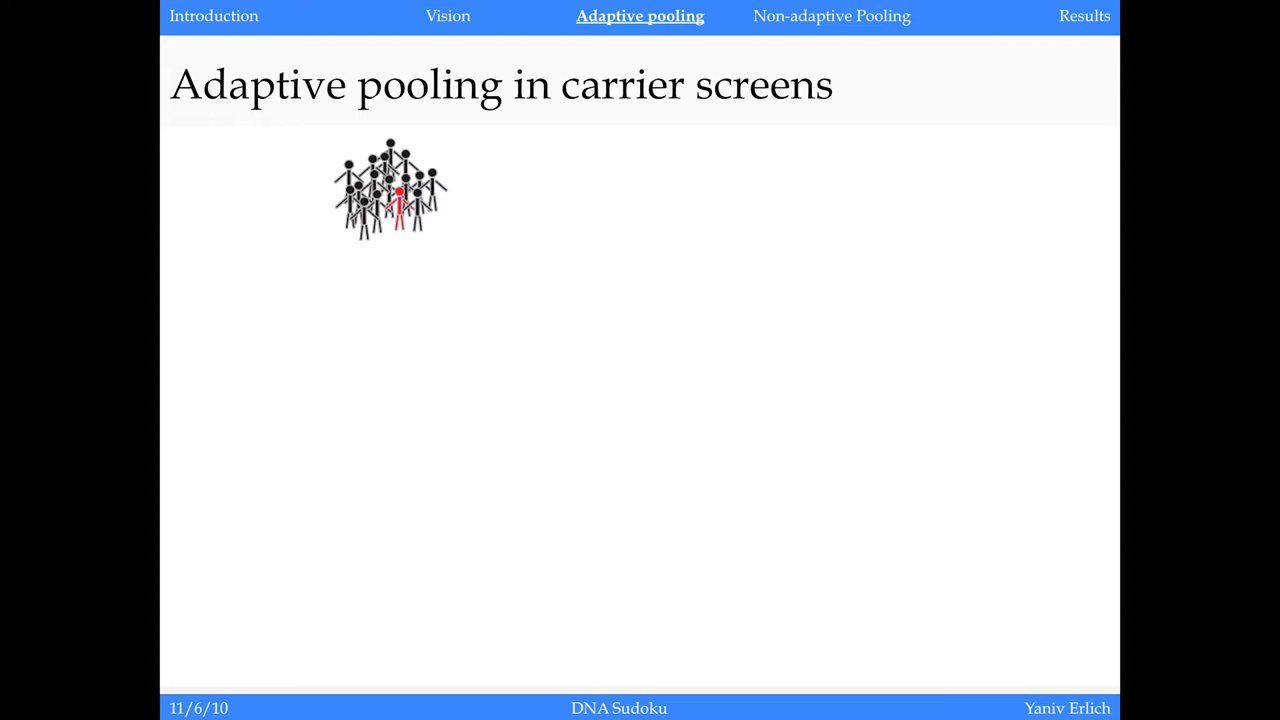 Introduction Vision Adaptive pooling Non-adaptive Pooling Results
Adaptive pooling in carrier screens
11/6/10 DNA Sudoku Yaniv Erlich